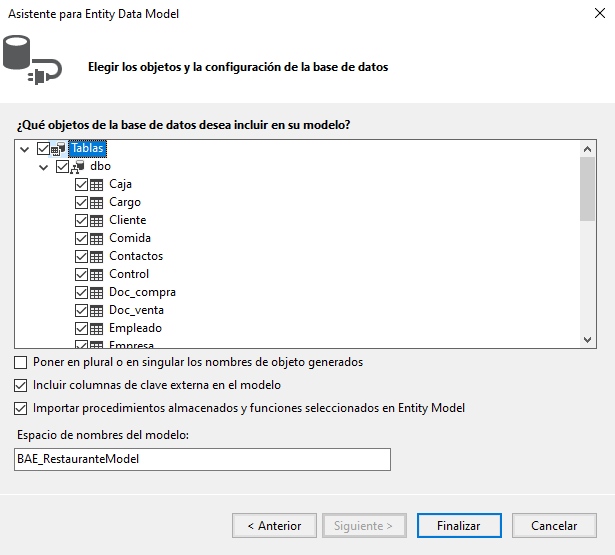 Asistente para Entity Data Model
Elegir los objetos y la configuración de la base de datos
¿Qué objetos de la base de datos desea incluir en su modelo?
Tablas
dbo
Caja
Cargo
Cliente
Comida
Contactos
Control
Doc_compra
Doc_venta
Empleado
Empresa
Poner en plural o en singular los nombres de objeto generados
Incluir columnas de clave externa en el modelo
Importar procedimientos almacenados y funciones seleccionados en Entity Model
Espacio de nombres del modelo:
BAE_RestauranteModel
< Anterior
Siguiente >
Finalizar
Cancelar